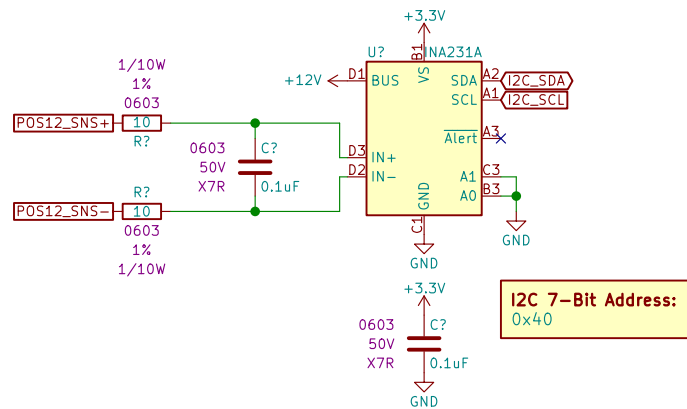 +3.3V
U? INA231A
1/10W
1%
0603
POS12_SNS+ 10
R?
+12V D1 BUS
B1 VS
SDA A2 I2C_SDA
SCL A1 I2C_SCL
Alert A3
0603 C?
50V
X7R 0.1uF
D3 IN+
D2 IN-
A1 C3
A0 B3
GND C1
GND
GND
R?
POS12_SNS- 10
0603
1%
1/10W
+3.3V
0603 C?
50V
X7R 0.1uF
GND
I2C 7-Bit Address:
0x40